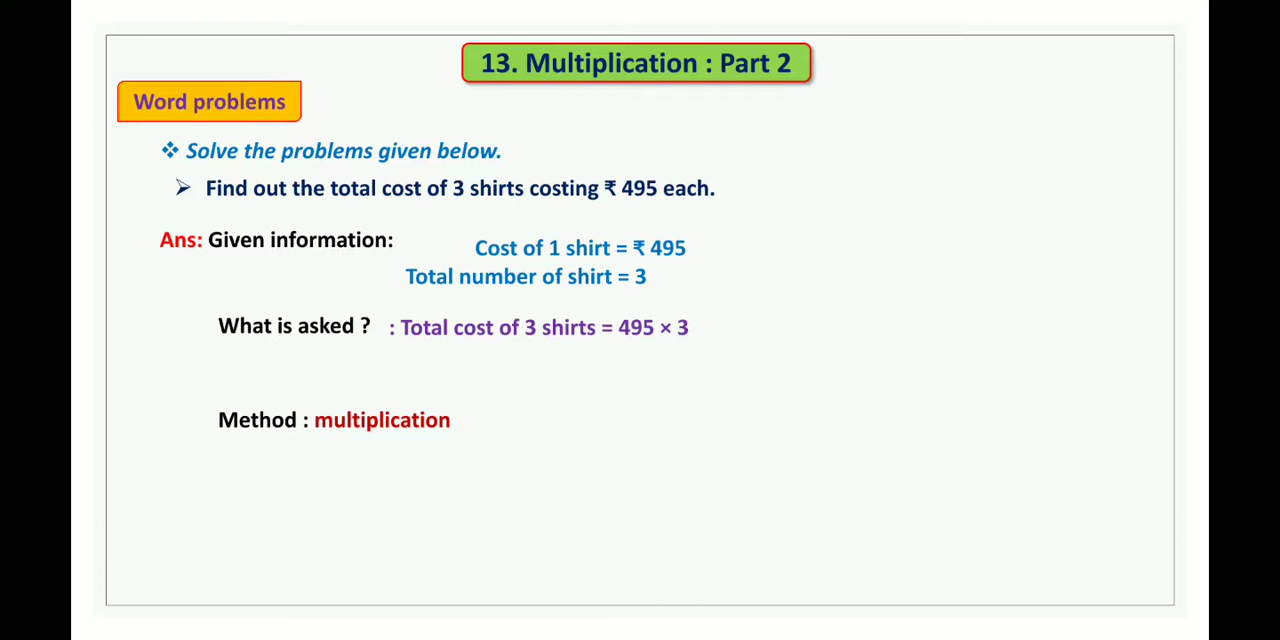 13. Multiplication : Part 2
Word problems
❖ Solve the problems given below.
➢ Find out the total cost of 3 shirts costing ₹ 495 each.
Ans: Given information:
Cost of 1 shirt = ₹ 495
Total number of shirt = 3
What is asked ? : Total cost of 3 shirts = 495 × 3
Method : multiplication